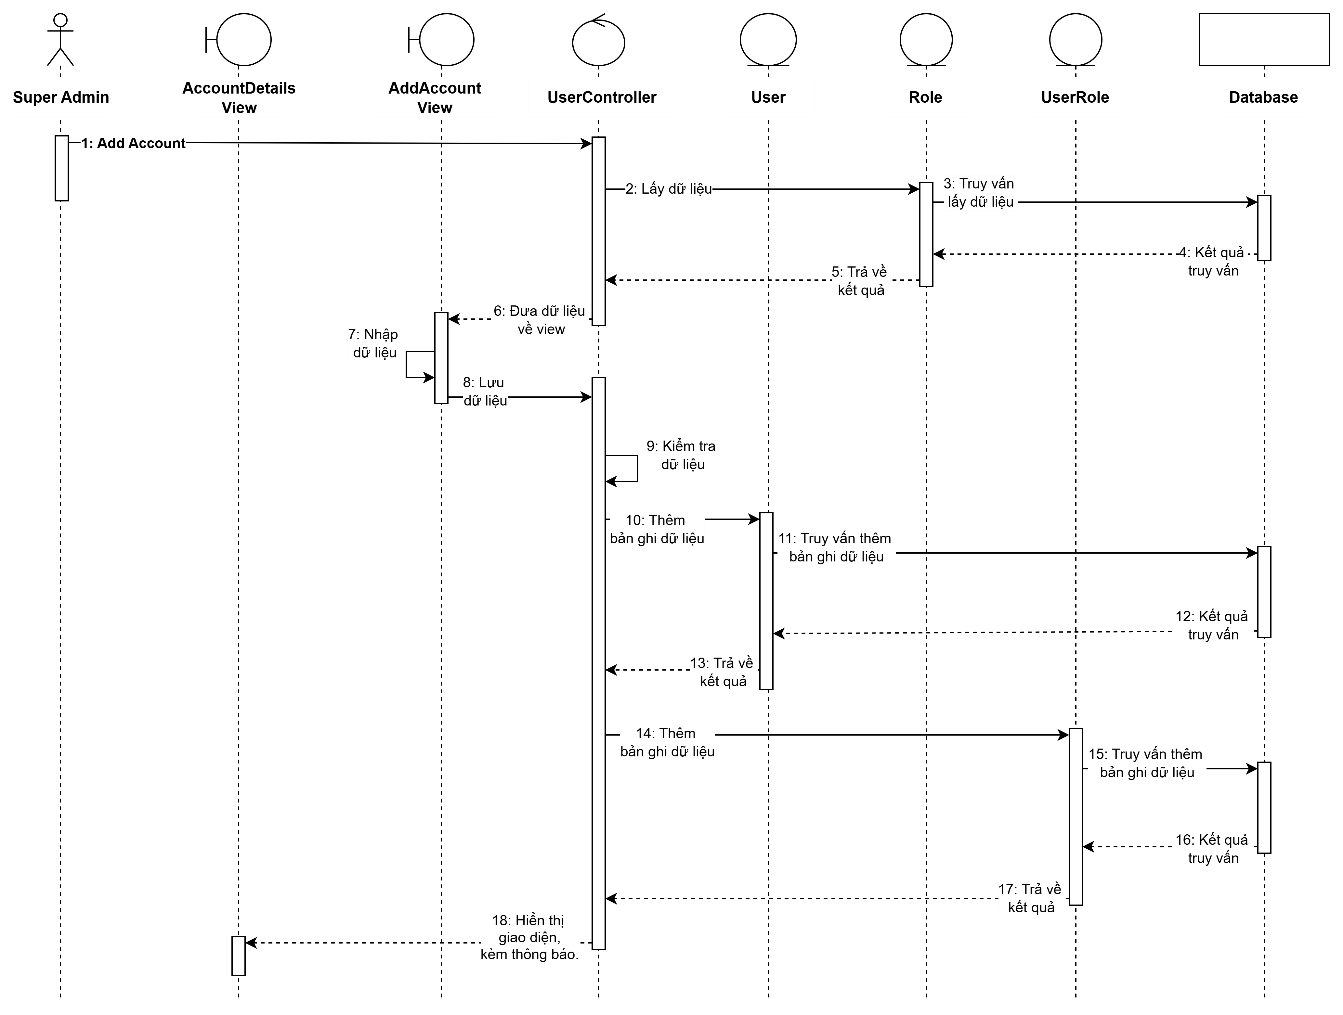 Super Admin
AccountDetails
View
AddAccount
View
UserController
User
Role
UserRole
Database
1: Add Account
2: Lấy dữ liệu
3: Truy vấn
lấy dữ liệu
4: Kết quả
truy vấn
5: Trả về
kết quả
6: Đưa dữ liệu
về view
7: Nhập
dữ liệu
8: Lựu
dữ liệu
9: Kiểm tra
dữ liệu
10: Thêm
bản ghi dữ liệu
11: Truy vấn thêm
bản ghi dữ liệu
12: Kết quả
truy vấn
13: Trả về
kết quả
14: Thêm
bản ghi dữ liệu
15: Truy vấn thêm
bản ghi dữ liệu
16: Kết quả
truy vấn
17: Trả về
kết quả
18: Hiển thị
giao diện,
kèm thông báo.